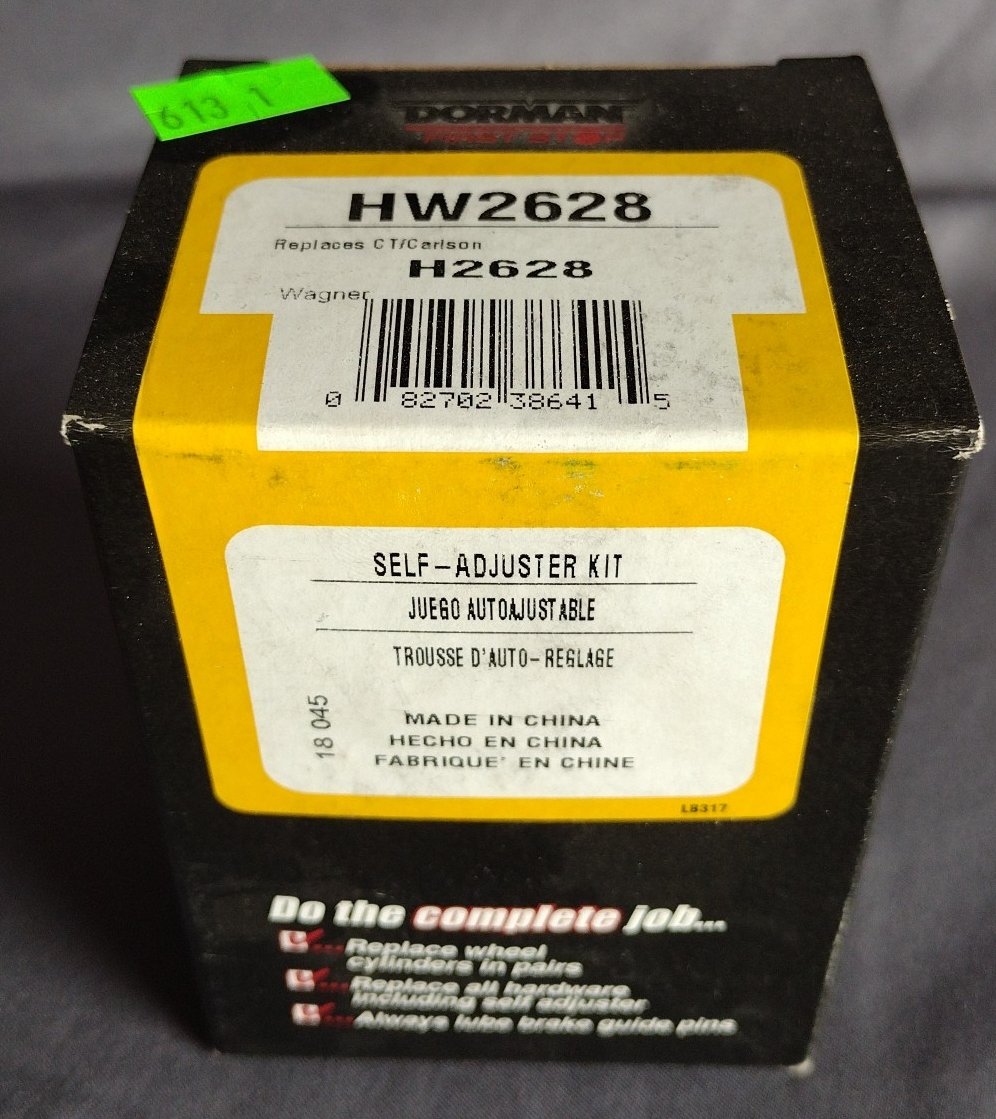 613 1
DORMAN
FIRST STOP
HW2628
Replaces CT/Carlson
H2628
Wagner
0 82702 38641 5
SELF-ADJUSTER KIT
JUEGO AUTOAJUSTABLE
TROUSSE D'AUTO-REGLAGE
18 045
MADE IN CHINA
HECHO EN CHINA
FABRIQUE' EN CHINE
L8317
Do the complete job...
...Replace wheel
cylinders in pairs
...Replace all hardware
including self adjuster
...Always lube brake guide pins